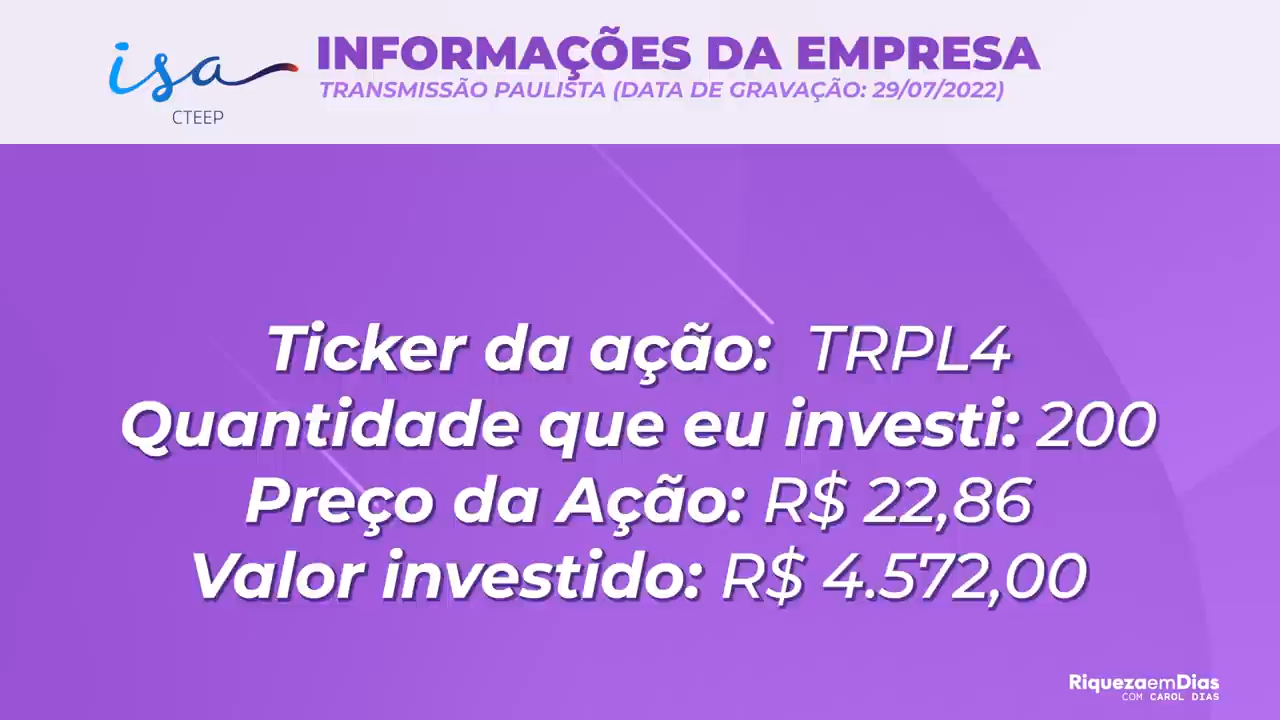 isa
CTEEP
INFORMAÇÕES DA EMPRESA
TRANSMISSÃO PAULISTA (DATA DE GRAVAÇÃO: 29/07/2022)
Ticker da ação: TRPL4
Quantidade que eu investi: 200
Preço da Ação: R$ 22,86
Valor investido: R$ 4.572,00
RiquezaemDias
COM CAROL DIAS